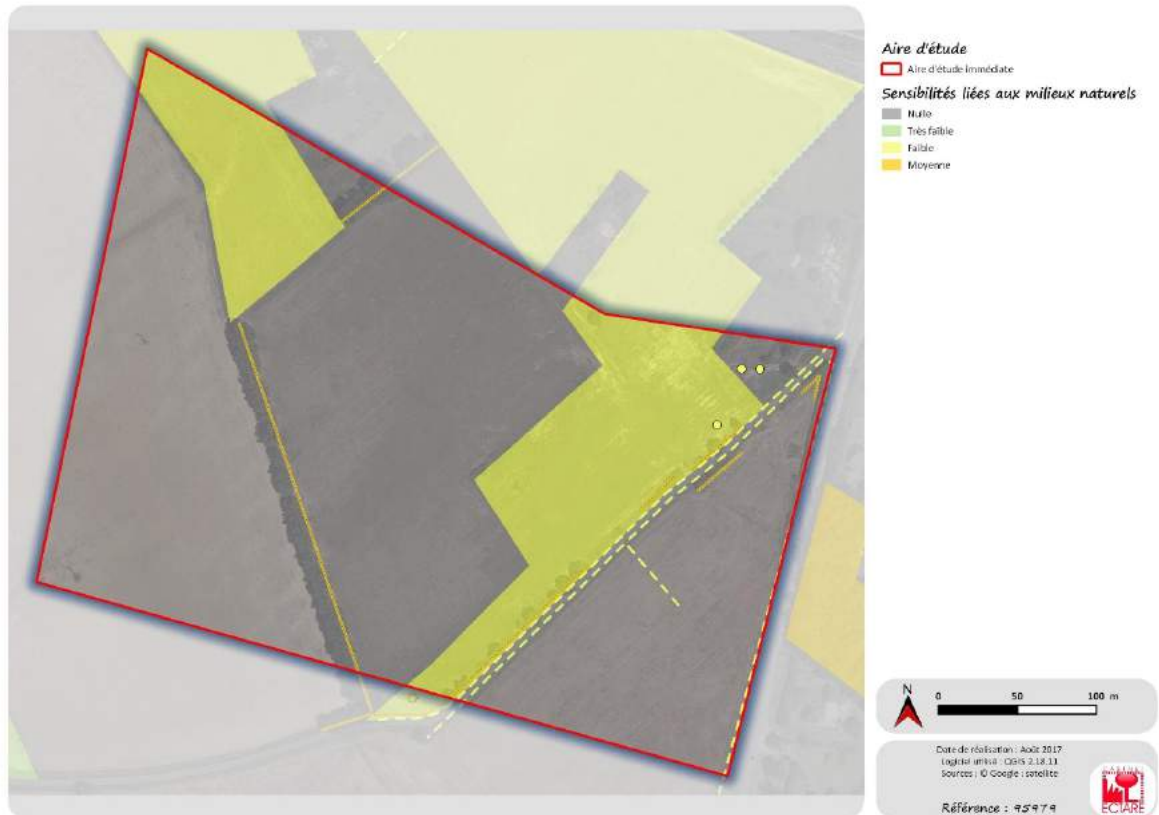 Aire d'étude
Aire d'étude immédiate
Sensibilités liées aux milieux naturels
Nulle
Très faible
Faible
Moyenne
N
0 50 100 m
Date de réalisation : Août 2017
Logiciel utilisé : QGIS 2.18.11
Sources : © Google : satellite
Référence : 95979
CABINET
ECTARE